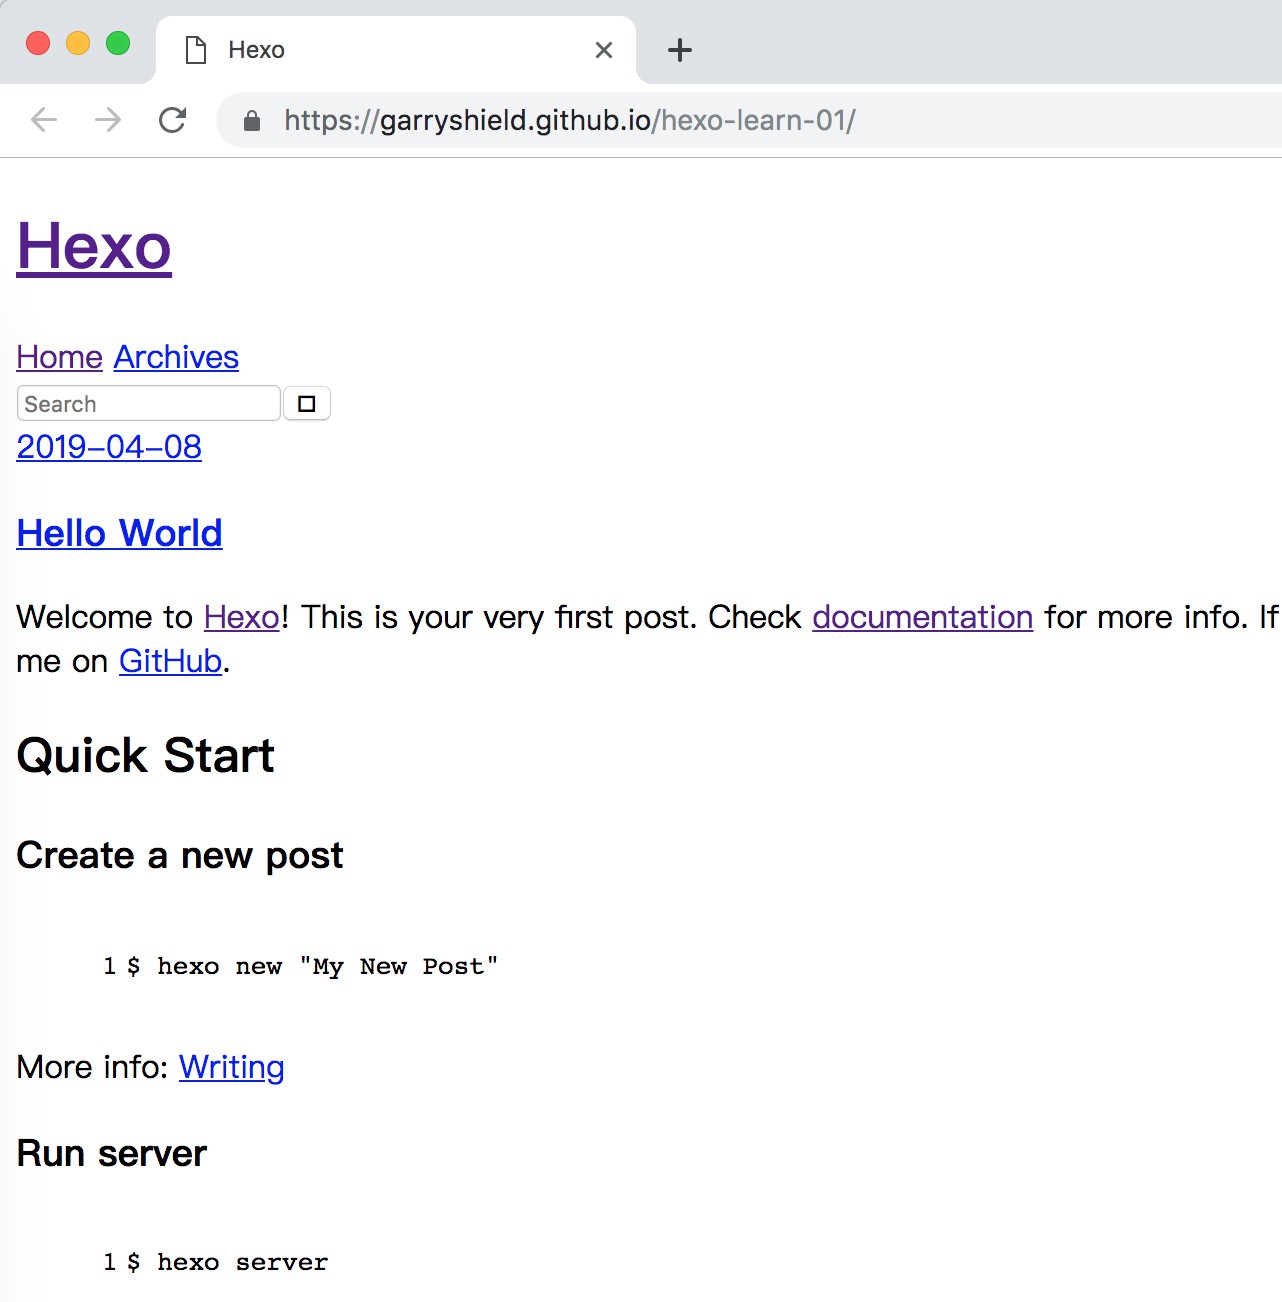 Hexo
https://garryshield.github.io/hexo-learn-01/
Hexo
Home Archives
Search
2019-04-08
Hello World
Welcome to Hexo! This is your very first post. Check documentation for more info. If
me on GitHub.
Quick Start
Create a new post
1 $ hexo new "My New Post"
More info: Writing
Run server
1 $ hexo server